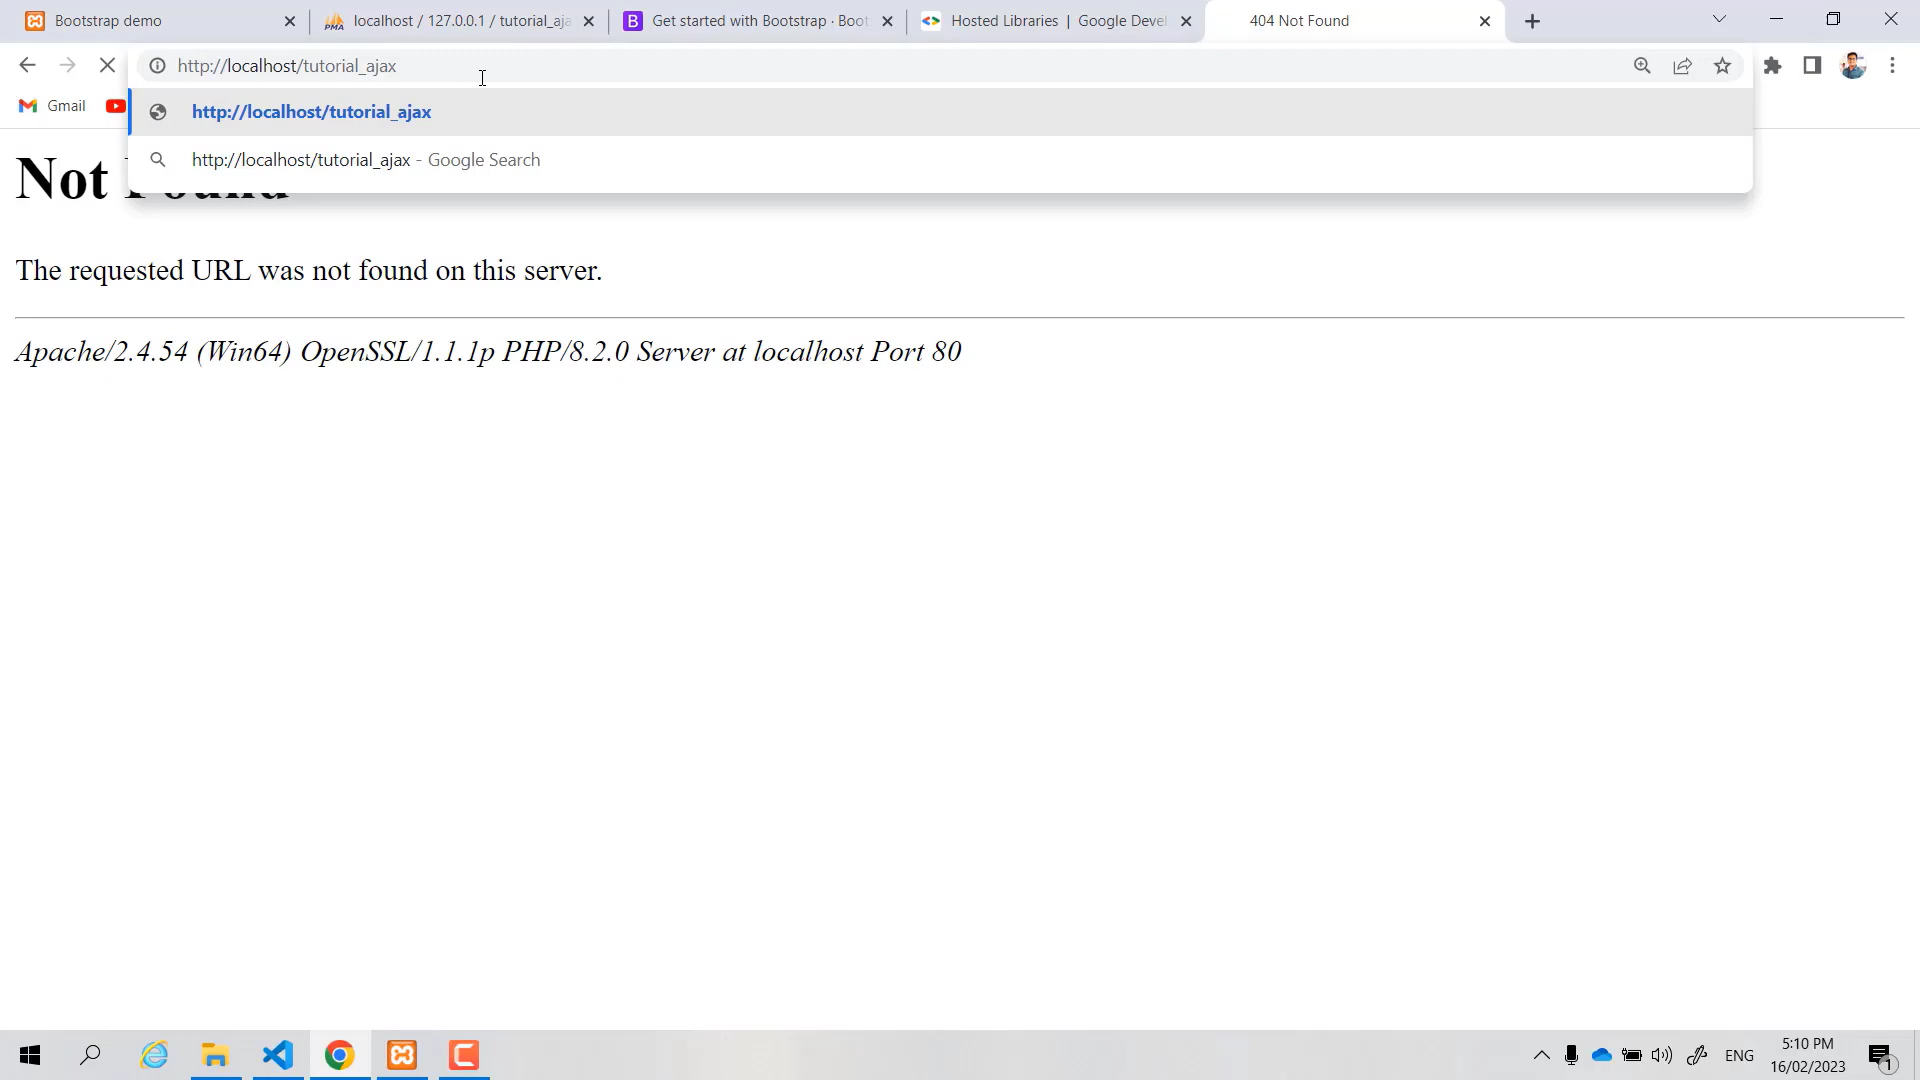 Bootstrap demo
localhost / 127.0.0.1 / tutorial_aja
Get started with Bootstrap · Boot
Hosted Libraries | Google Devel
404 Not Found
http://localhost/tutorial_ajax
Gmail
http://localhost/tutorial_ajax
http://localhost/tutorial_ajax - Google Search
Not Found
The requested URL was not found on this server.
Apache/2.4.54 (Win64) OpenSSL/1.1.1p PHP/8.2.0 Server at localhost Port 80
ENG
5:10 PM
16/02/2023
1